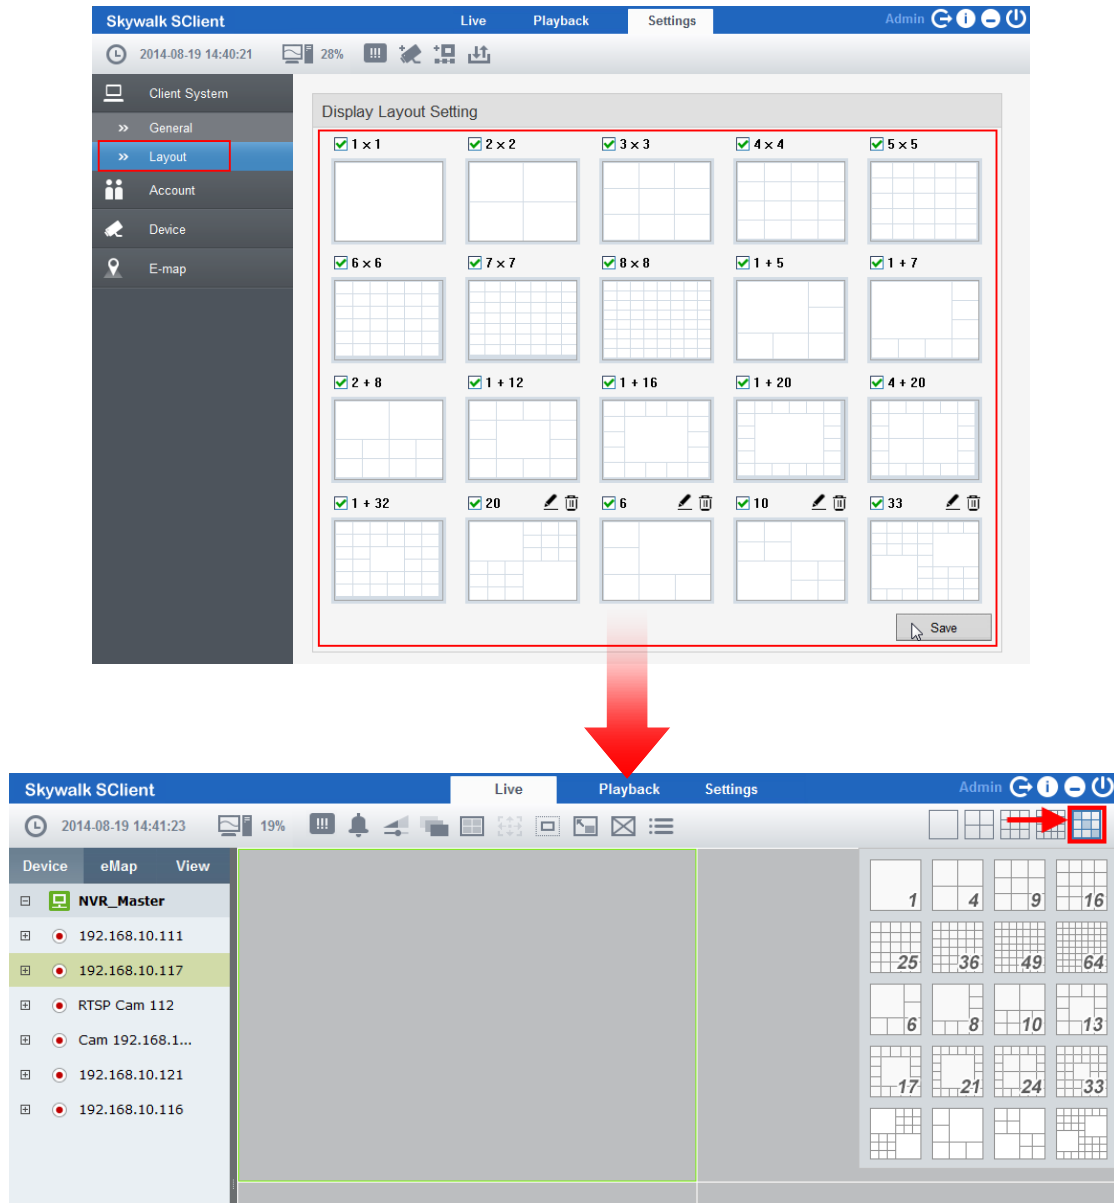 Skywalk SClient Live Playback Settings Admin
2014-08-19 14:40:21 28%
Client System
General
Layout
Account
Device
E-map
Display Layout Setting
1 × 1 2 × 2 3 × 3 4 × 4 5 × 5
6 × 6 7 × 7 8 × 8 1 + 5 1 + 7
2 + 8 1 + 12 1 + 16 1 + 20 4 + 20
1 + 32 20 6 10 33
Save
Skywalk SClient Live Playback Settings Admin
2014-08-19 14:41:23 19%
Device eMap View
NVR_Master
192.168.10.111
192.168.10.117
RTSP Cam 112
Cam 192.168.1...
192.168.10.121
192.168.10.116
1 4 9 16
25 36 49 64
6 8 10 13
17 21 24 33